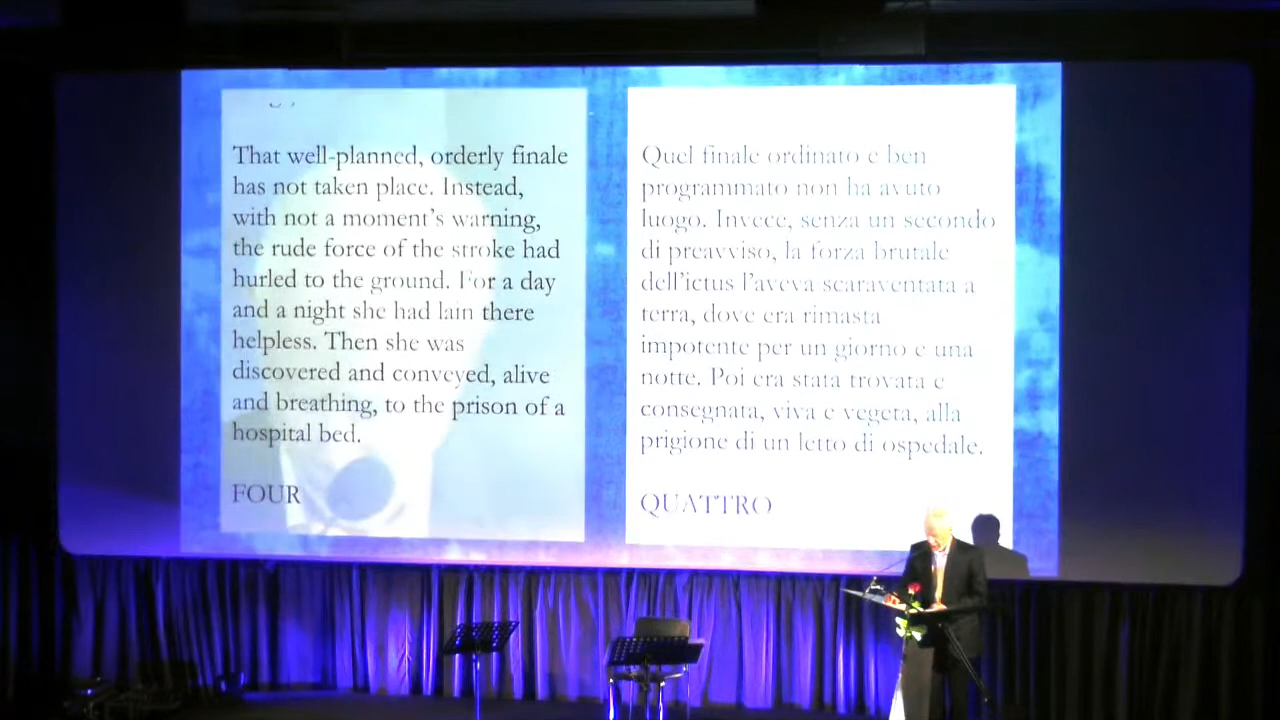 That well-planned, orderly finale
has not taken place. Instead,
with not a moment's warning,
the rude force of the stroke had
hurled to the ground. For a day
and a night she had lain there
helpless. Then she was
discovered and conveyed, alive
and breathing, to the prison of a
hospital bed.
FOUR
Quel finale ordinato e ben
programmato non ha avuto
luogo. Invece, senza un secondo
di preavviso, la forza brutale
dell'ictus l'aveva scaraventata a
terra, dove era rimasta
impotente per un giorno e una
notte. Poi era stata trovata e
consegnata, viva e vegeta, alla
prigione di un letto di ospedale.
QUATTRO